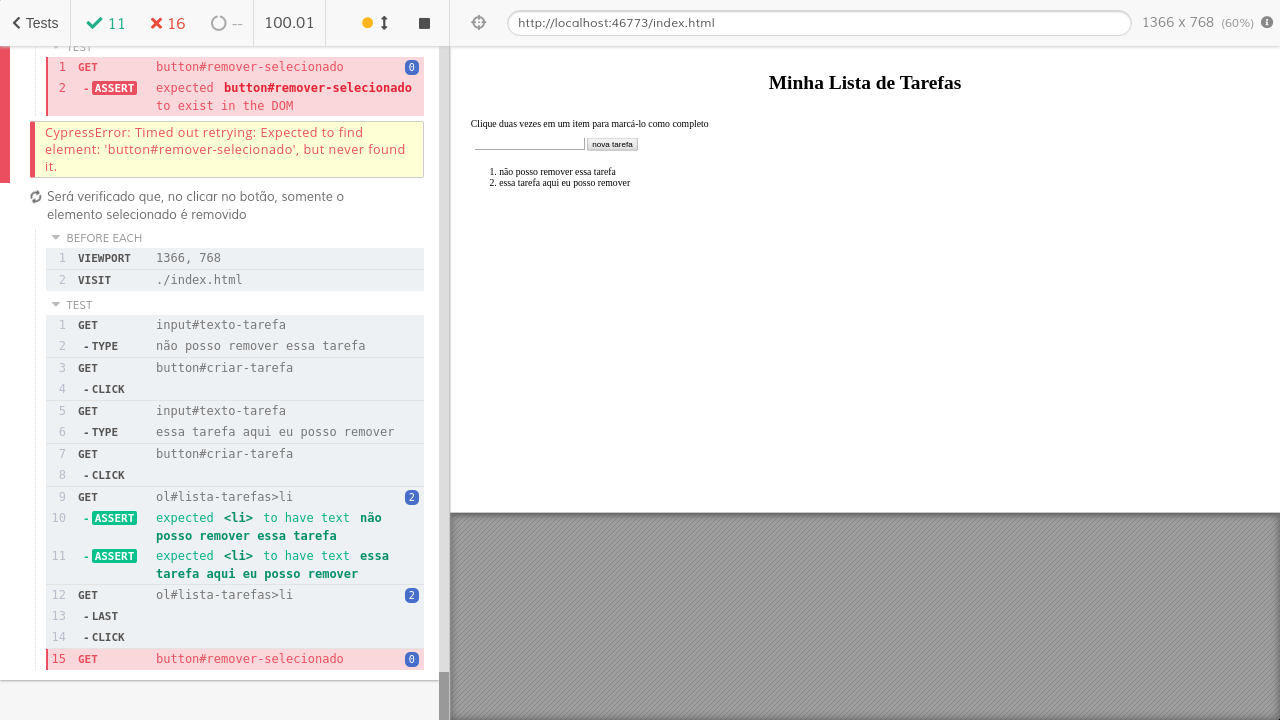 Tests
11
16
--
100.01
http://localhost:46773/index.html
1366 x 768 (60%)
TEST
1 GET button#remover-selecionado 0
2 - ASSERT expected button#remover-selecionado
to exist in the DOM
CypressError: Timed out retrying: Expected to find
element: 'button#remover-selecionado', but never found
it.
Será verificado que, no clicar no botão, somente o
elemento selecionado é removido
BEFORE EACH
1 VIEWPORT 1366, 768
2 VISIT ./index.html
TEST
1 GET input#texto-tarefa
2 - TYPE não posso remover essa tarefa
3 GET button#criar-tarefa
4 - CLICK
5 GET input#texto-tarefa
6 - TYPE essa tarefa aqui eu posso remover
7 GET button#criar-tarefa
8 - CLICK
9 GET ol#lista-tarefas>li 2
10 - ASSERT expected <li> to have text não
posso remover essa tarefa
11 - ASSERT expected <li> to have text essa
tarefa aqui eu posso remover
12 GET ol#lista-tarefas>li 2
13 - LAST
14 - CLICK
15 GET button#remover-selecionado 0
Minha Lista de Tarefas
Clique duas vezes em um item para marcá-lo como completo
nova tarefa
1. não posso remover essa tarefa
2. essa tarefa aqui eu posso remover